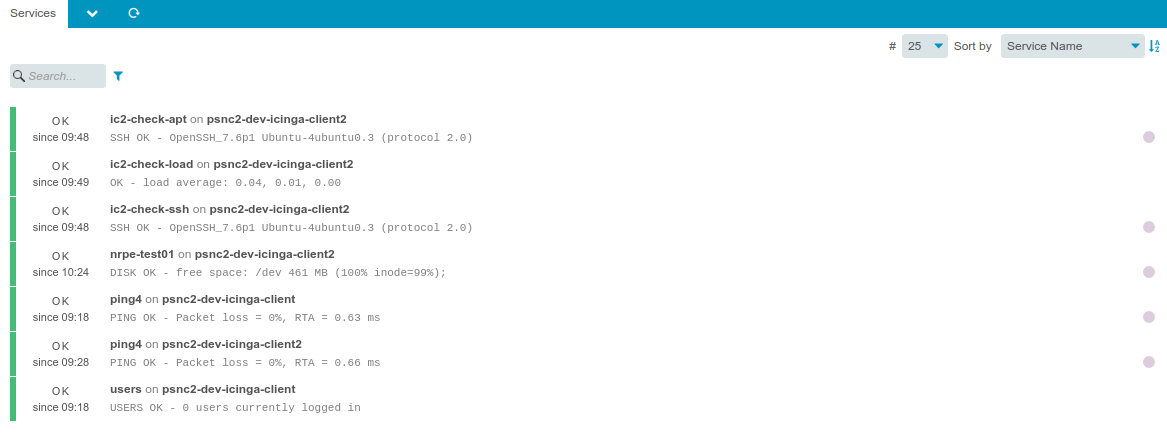 Services
# 25 Sort by Service Name
Search...
OK ic2-check-apt on psnc2-dev-icinga-client2
since 09:48 SSH OK - OpenSSH_7.6p1 Ubuntu-4ubuntu0.3 (protocol 2.0)
OK ic2-check-load on psnc2-dev-icinga-client2
since 09:49 OK - load average: 0.04, 0.01, 0.00
OK ic2-check-ssh on psnc2-dev-icinga-client2
since 09:48 SSH OK - OpenSSH_7.6p1 Ubuntu-4ubuntu0.3 (protocol 2.0)
OK nrpe-test01 on psnc2-dev-icinga-client2
since 10:24 DISK OK - free space: /dev 461 MB (100% inode=99%);
OK ping4 on psnc2-dev-icinga-client
since 09:18 PING OK - Packet loss = 0%, RTA = 0.63 ms
OK ping4 on psnc2-dev-icinga-client2
since 09:28 PING OK - Packet loss = 0%, RTA = 0.66 ms
OK users on psnc2-dev-icinga-client
since 09:18 USERS OK - 0 users currently logged in